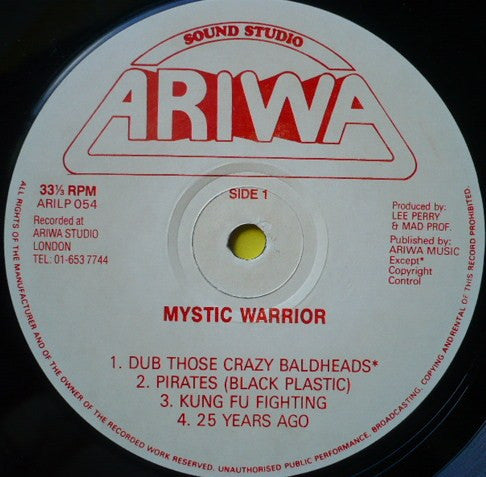 SOUND STUDIO
ARIWA
33⅓ RPM
ARILP 054
Recorded at
ARIWA STUDIO
LONDON
TEL: 01-653 7744
SIDE 1
Produced by:
LEE PERRY
& MAD PROF.
Published by:
ARIWA MUSIC
Except*
Copyright
Control
MYSTIC WARRIOR
1. DUB THOSE CRAZY BALDHEADS*
2. PIRATES (BLACK PLASTIC)
3. KUNG FU FIGHTING
4. 25 YEARS AGO
ALL RIGHTS OF THE MANUFACTURER AND OF THE OWNER OF THE RECORDED WORK RESERVED. UNAUTHORISED PUBLIC PERFORMANCE. BROADCASTING. COPYING AND RENTAL OF THIS RECORD PROHIBITED.